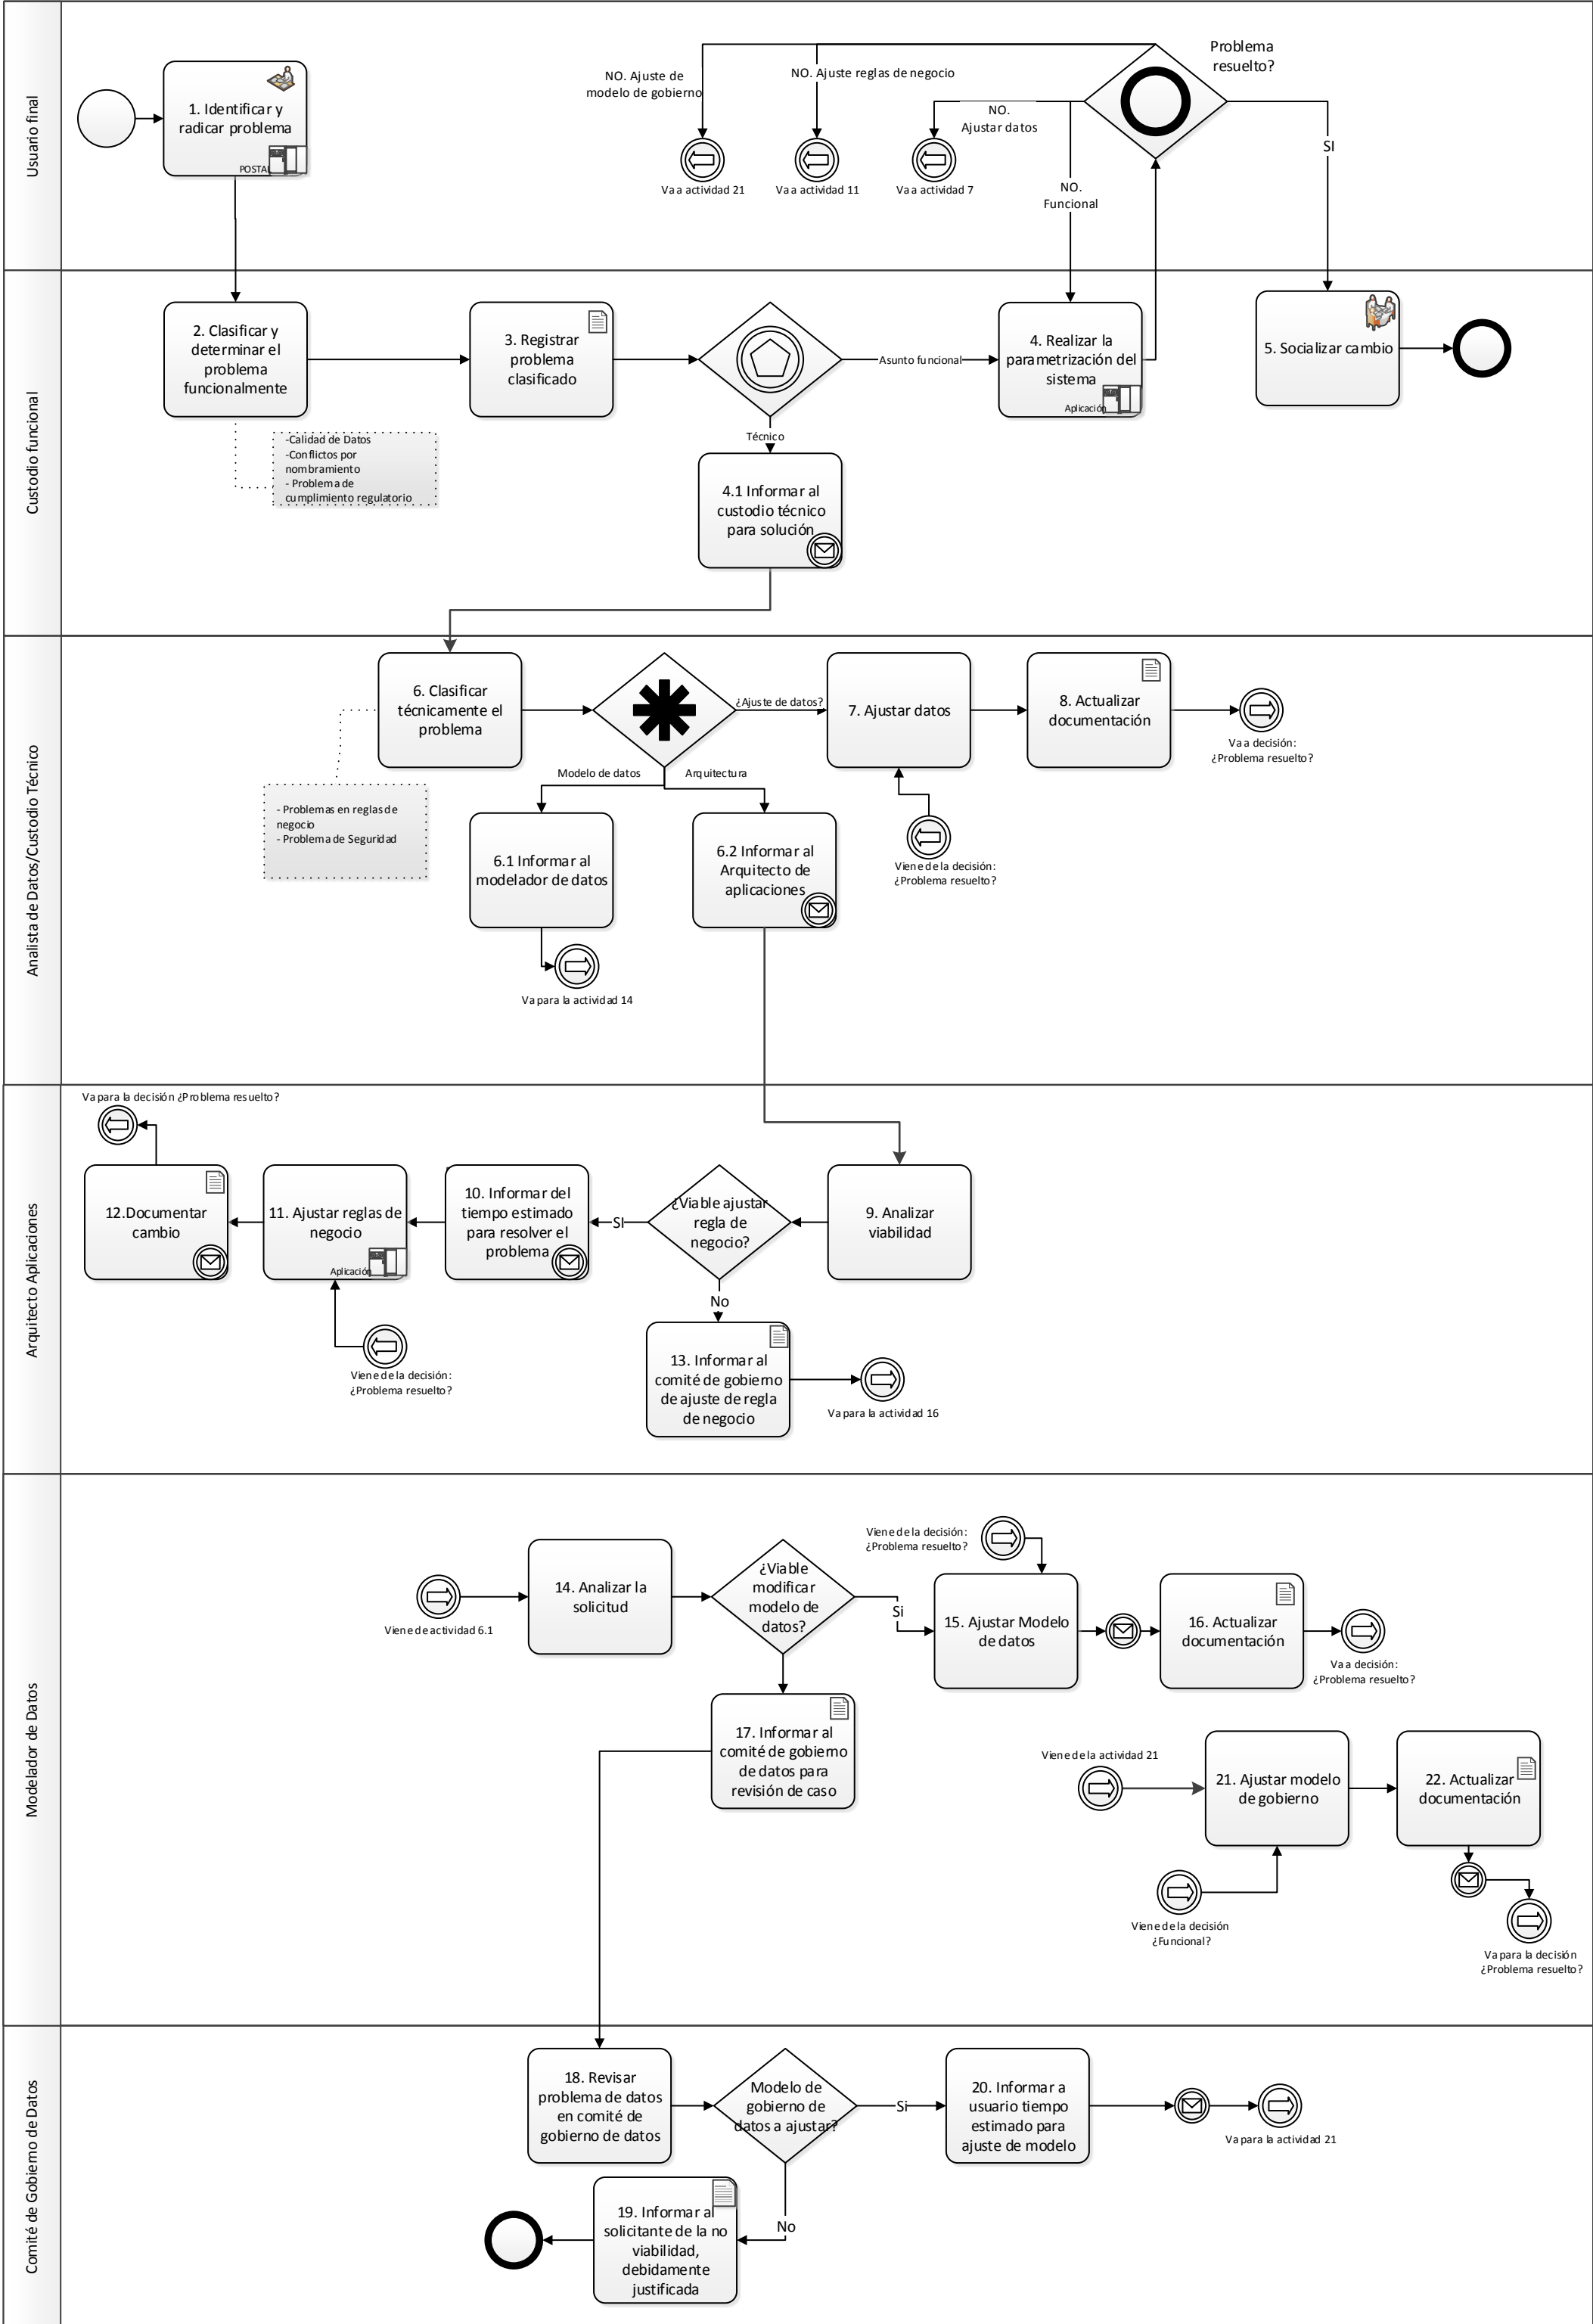 Usuario final
1. Identificar y
radicar problema
POSTAL
NO. Ajuste de
modelo de gobierno
NO. Ajuste reglas de negocio
NO.
Ajustar datos
NO.
Funcional
Problema
resuelto?
SI
Va a actividad 21
Va a actividad 11
Va a actividad 7
Custodio funcional
2. Clasificar y
determinar el
problema
funcionalmente
-Calidad de Datos
-Conflictos por
nombramiento
- Problema de
cumplimiento regulatorio
3. Registrar
problema
clasificado
Asunto funcional
Técnico
4. Realizar la
parametrización del
sistema
Aplicación
5. Socializar cambio
4.1 Informar al
custodio técnico
para solución
Analista de Datos/Custodio Técnico
6. Clasificar
técnicamente el
problema
- Problemas en reglas de
negocio
- Problema de Seguridad
¿Ajuste de datos?
Modelo de datos
Arquitectura
7. Ajustar datos
8. Actualizar
documentación
Va a decisión:
¿Problema resuelto?
6.1 Informar al
modelador de datos
6.2 Informar al
Arquitecto de
aplicaciones
Viene de la decisión:
¿Problema resuelto?
Va para la actividad 14
Arquitecto Aplicaciones
Va para la decisión ¿Problema resuelto?
12.Documentar
cambio
11. Ajustar reglas de
negocio
Aplicación
10. Informar del
tiempo estimado
para resolver el
problema
SI
¿Viable ajustar
regla de
negocio?
9. Analizar
viabilidad
No
Viene de la decisión:
¿Problema resuelto?
13. Informar al
comité de gobierno
de ajuste de regla
de negocio
Va para la actividad 16
Modelador de Datos
Viene de actividad 6.1
14. Analizar la
solicitud
¿Viable
modificar
modelo de
datos?
Si
Viene de la decisión:
¿Problema resuelto?
15. Ajustar Modelo
de datos
16. Actualizar
documentación
Va a decisión:
¿Problema resuelto?
17. Informar al
comité de gobierno
de datos para
revisión de caso
Viene de la actividad 21
21. Ajustar modelo
de gobierno
22. Actualizar
documentación
Viene de la decisión
¿Funcional?
Va para la decisión
¿Problema resuelto?
Comité de Gobierno de Datos
18. Revisar
problema de datos
en comité de
gobierno de datos
Modelo de
gobierno de
datos a ajustar?
Si
20. Informar a
usuario tiempo
estimado para
ajuste de modelo
Va para la actividad 21
No
19. Informar al
solicitante de la no
viabilidad,
debidamente
justificada